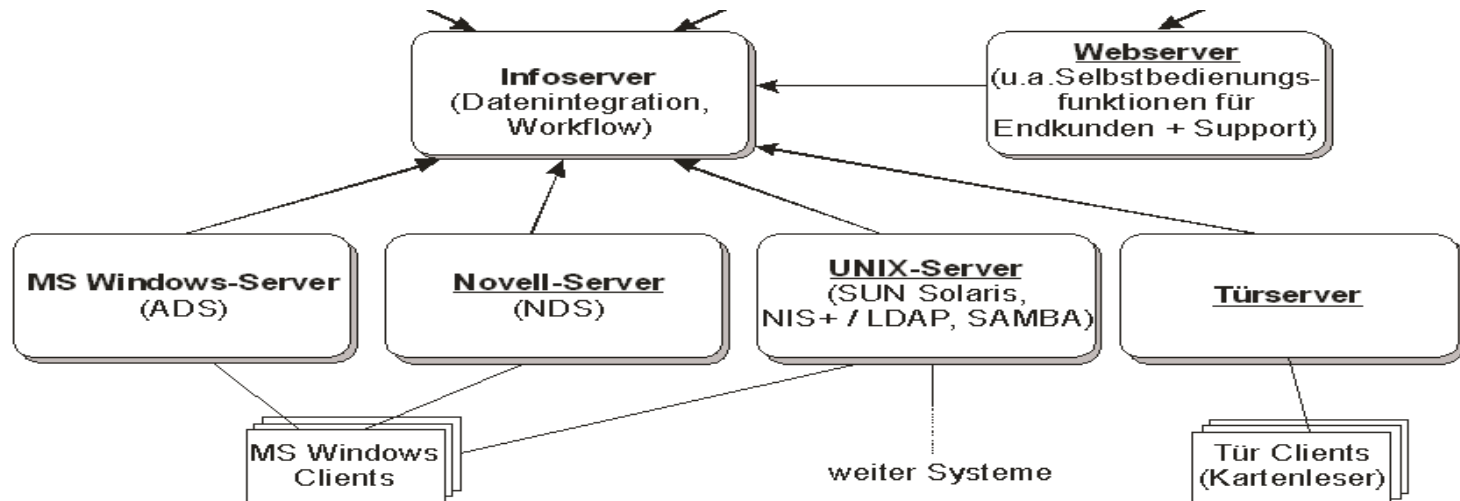 Infoserver
(Datenintegration,
Workflow)
Webserver
(u.a.Selbstbedienungs-
funktionen für
Endkunden + Support)
MS Windows-Server
(ADS)
Novell-Server
(NDS)
UNIX-Server
(SUN Solaris,
NIS+ / LDAP, SAMBA)
Türserver
MS Windows
Clients
weiter Systeme
Tür Clients
(Kartenleser)